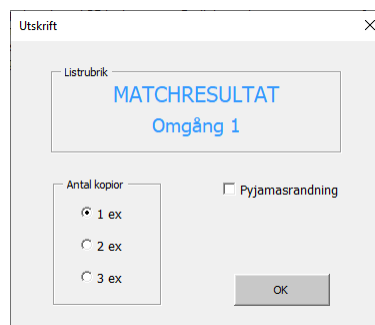 Utskrift
Listrubrik
MATCHRESULTAT
Omgång 1
Antal kopior
1 ex
2 ex
3 ex
Pyjamasrandning
OK